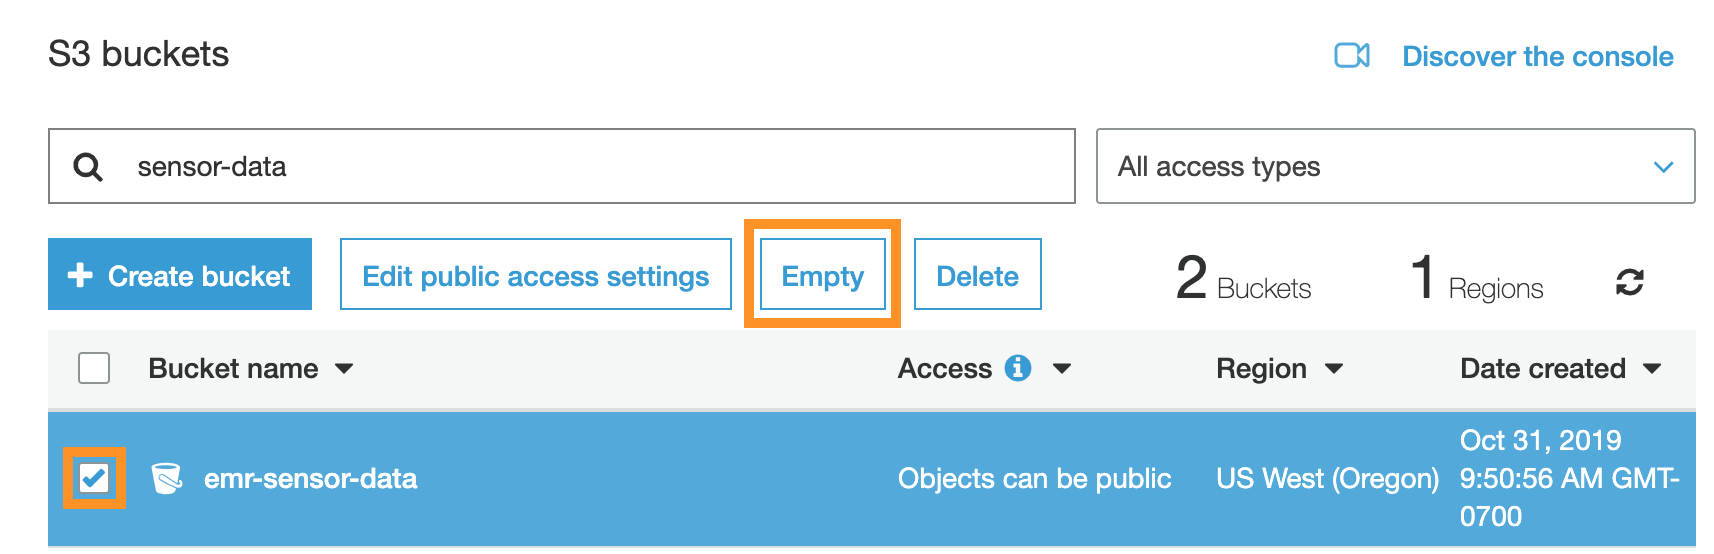 S3 buckets
Discover the console
sensor-data
All access types
Create bucket
Edit public access settings
Empty
Delete
2 Buckets
1 Regions
Bucket name
Access
Region
Date created
emr-sensor-data
Objects can be public
US West (Oregon)
Oct 31, 2019
9:50:56 AM GMT-
0700